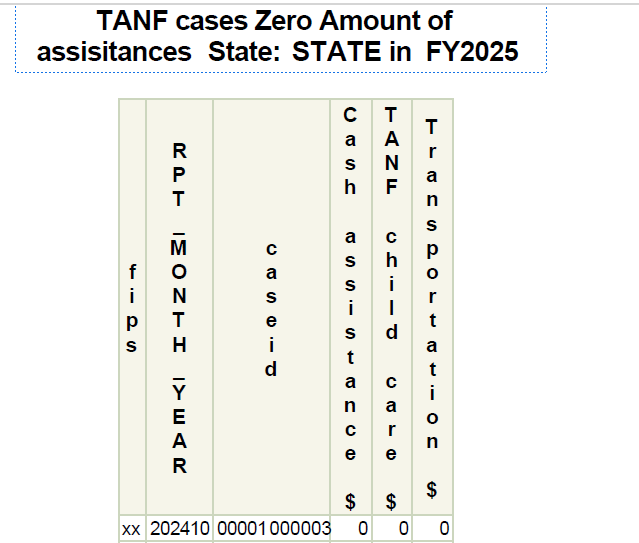 TANF cases Zero Amount of
assisitances State: STATE in FY2025
fips
RPT_MONTH_YEAR
caseid
Cash assistance $
TANF child care $
Transportation $
xx 202410 00001000003 0 0 0